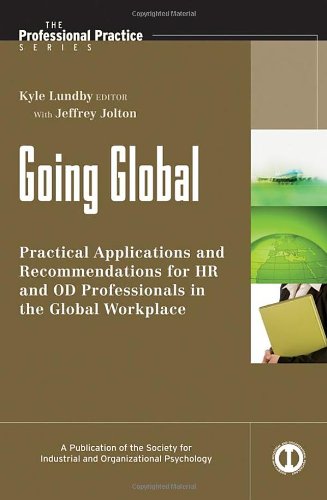 THE
Professional Practice
SERIES
Kyle Lundby EDITOR
With Jeffrey Jolton
Going Global
Practical Applications and
Recommendations for HR
and OD Professionals in
the Global Workplace
A Publication of the Society for
Industrial and Organizational Psychology